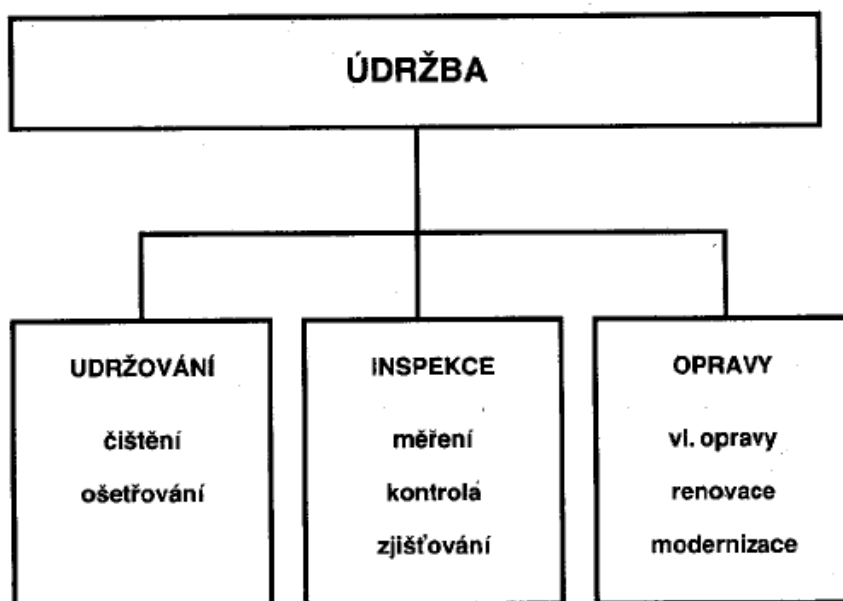 ÚDRŽBA
UDRŽOVÁNÍ
čištění
ošetřování
INSPEKCE
měření
kontrola
zjišťování
OPRAVY
vl. opravy
renovace
modernizace